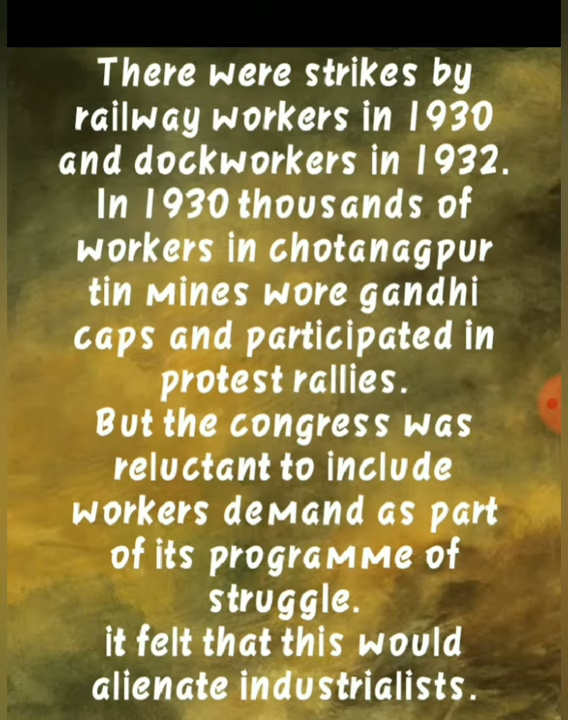 There were strikes by
railway workers in 1930
and dockworkers in 1932.
In 1930 thousands of
workers in chotanagpur
tin mines wore gandhi
caps and participated in
protest rallies.
But the congress was
reluctant to include
workers demand as part
of its programme of
struggle.
it felt that this would
alienate industrialists.